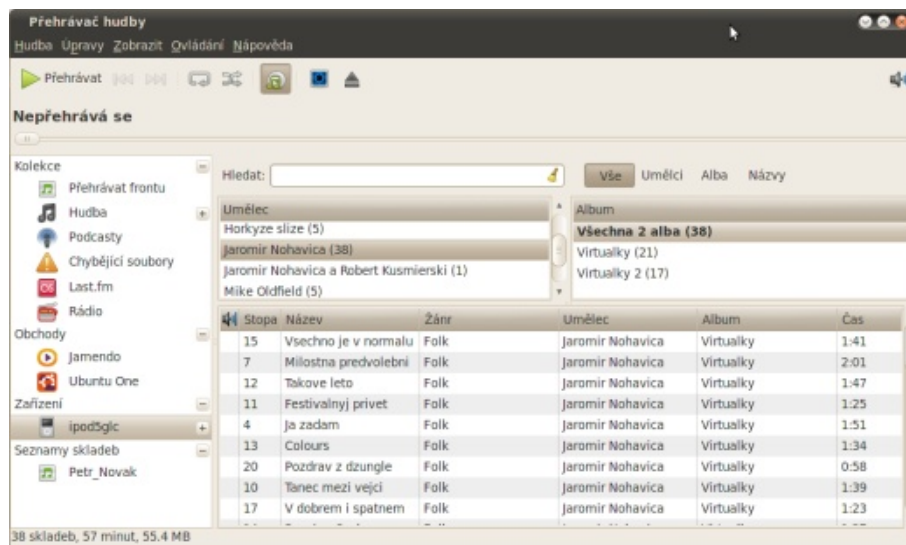 Přehrávač hudby
Hudba Úpravy Zobrazit Ovládání Nápověda
Přehrávat
Nepřehrává se
Kolekce
Přehrávat frontu
Hudba
Podcasty
Chybějící soubory
Last.fm
Rádio
Obchody
Jamendo
Ubuntu One
Zařízení
ipod5glc
Seznamy skladeb
Petr_Novak
Hledat: Vše Umělci Alba Názvy
Umělec
Horkyze slize (5)
Jaromir Nohavica (38)
Jaromir Nohavica a Robert Kusmierski (1)
Mike Oldfield (5)
Album
Všechna 2 alba (38)
Virtualky (21)
Virtualky 2 (17)
Stopa Název Žánr Umělec Album Čas
15 Vsechno je v normalu Folk Jaromir Nohavica Virtualky 1:41
7 Milostna predvolebni Folk Jaromir Nohavica Virtualky 2:01
12 Takove leto Folk Jaromir Nohavica Virtualky 1:47
11 Festivalnyj privet Folk Jaromir Nohavica Virtualky 1:25
4 Ja zadam Folk Jaromir Nohavica Virtualky 1:51
13 Colours Folk Jaromir Nohavica Virtualky 1:34
20 Pozdrav z dzungle Folk Jaromir Nohavica Virtualky 0:58
10 Tanec mezi vejci Folk Jaromir Nohavica Virtualky 1:39
17 V dobrem i spatnem Folk Jaromir Nohavica Virtualky 1:23
38 skladeb, 57 minut, 55.4 MB